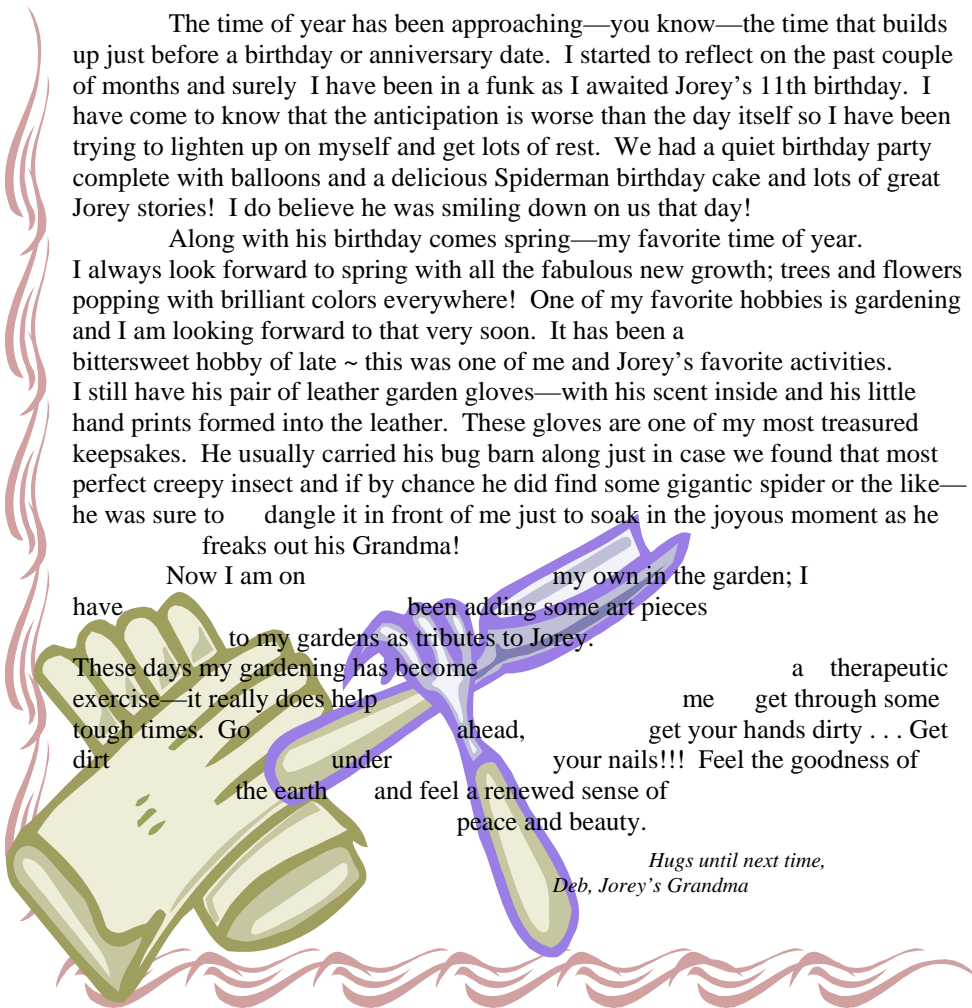 The time of year has been approaching—you know—the time that builds
up just before a birthday or anniversary date.  I started to reflect on the past couple
of months and surely  I have been in a funk as I awaited Jorey’s 11th birthday.  I
have come to know that the anticipation is worse than the day itself so I have been
trying to lighten up on myself and get lots of rest.  We had a quiet birthday party
complete with balloons and a delicious Spiderman birthday cake and lots of great
Jorey stories!  I do believe he was smiling down on us that day!
Along with his birthday comes spring—my favorite time of year.
I always look forward to spring with all the fabulous new growth; trees and flowers
popping with brilliant colors everywhere!  One of my favorite hobbies is gardening
and I am looking forward to that very soon.  It has been a
bittersweet hobby of late ~ this was one of me and Jorey’s favorite activities.
I still have his pair of leather garden gloves—with his scent inside and his little
hand prints formed into the leather.  These gloves are one of my most treasured
keepsakes.  He usually carried his bug barn along just in case we found that most
perfect creepy insect and if by chance he did find some gigantic spider or the like—
he was sure to dangle it in front of me just to soak in the joyous moment as he
freaks out his Grandma!
Now I am on my own in the garden; I
have been adding some art pieces
to my gardens as tributes to Jorey.
These days my gardening has become a therapeutic
exercise—it really does help me get through some
tough times.  Go ahead, get your hands dirty . . . Get
dirt under your nails!!!  Feel the goodness of
the earth and feel a renewed sense of
peace and beauty.
Hugs until next time,
Deb, Jorey’s Grandma